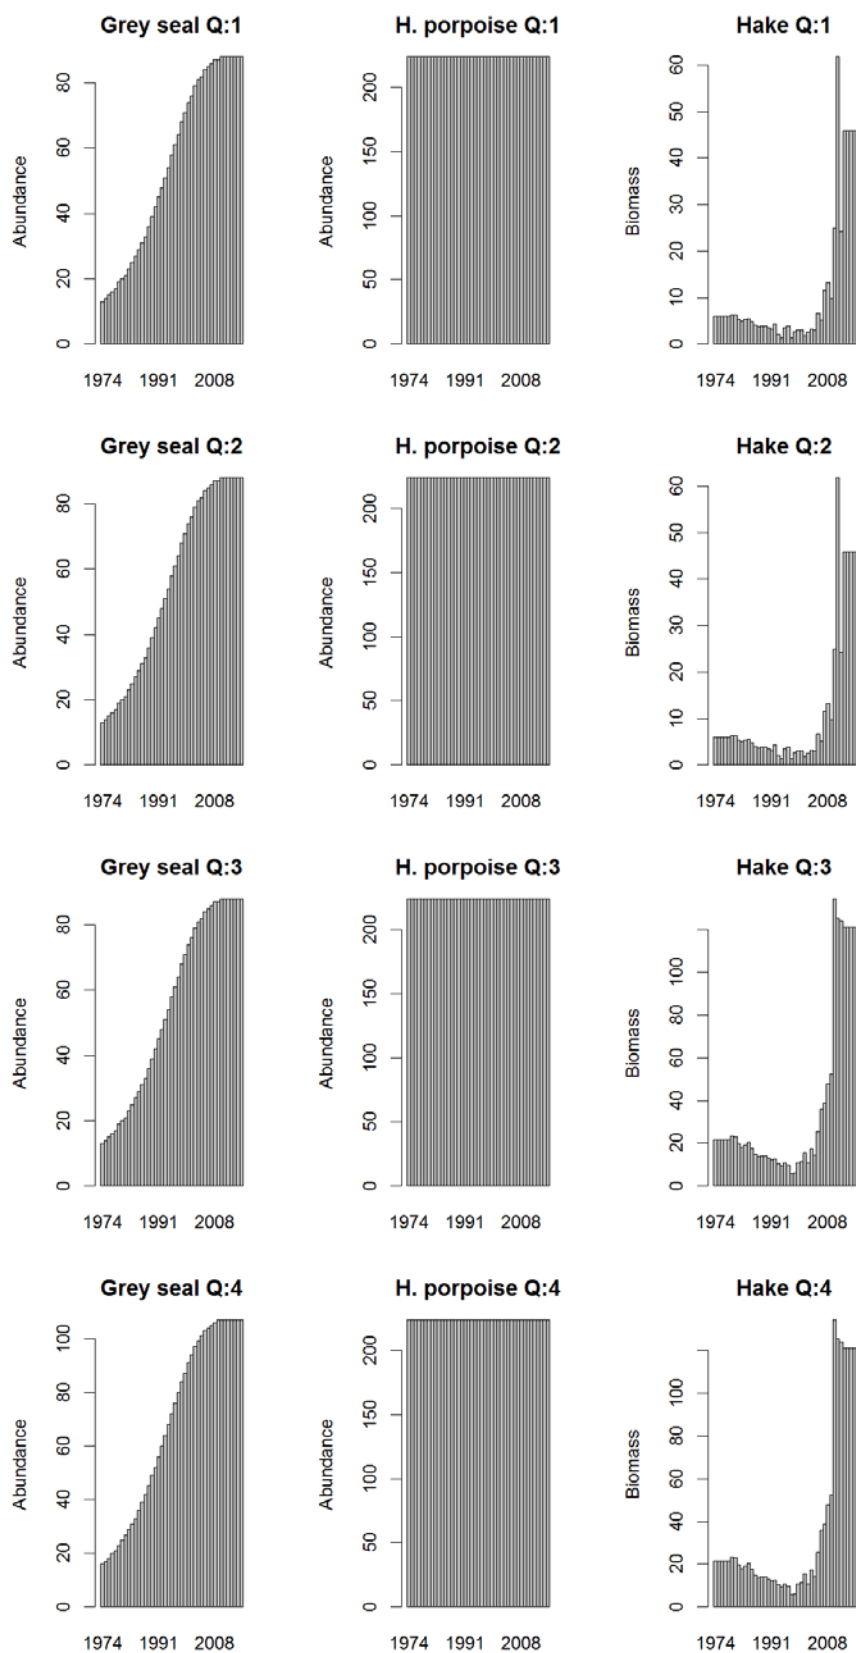 Grey seal Q:1 H. porpoise Q:1 Hake Q:1
Abundance
0 20 40 60 80
1974 1991 2008
Abundance
0 50 100 150 200
1974 1991 2008
Biomass
0 10 20 30 40 50 60
1974 1991 2008
Grey seal Q:2 H. porpoise Q:2 Hake Q:2
Abundance
0 20 40 60 80
1974 1991 2008
Abundance
0 50 100 150 200
1974 1991 2008
Biomass
0 10 20 30 40 50 60
1974 1991 2008
Grey seal Q:3 H. porpoise Q:3 Hake Q:3
Abundance
0 20 40 60 80
1974 1991 2008
Abundance
0 50 100 150 200
1974 1991 2008
Biomass
0 20 40 60 80 100
1974 1991 2008
Grey seal Q:4 H. porpoise Q:4 Hake Q:4
Abundance
0 20 40 60 80 100
1974 1991 2008
Abundance
0 50 100 150 200
1974 1991 2008
Biomass
0 20 40 60 80 100
1974 1991 2008